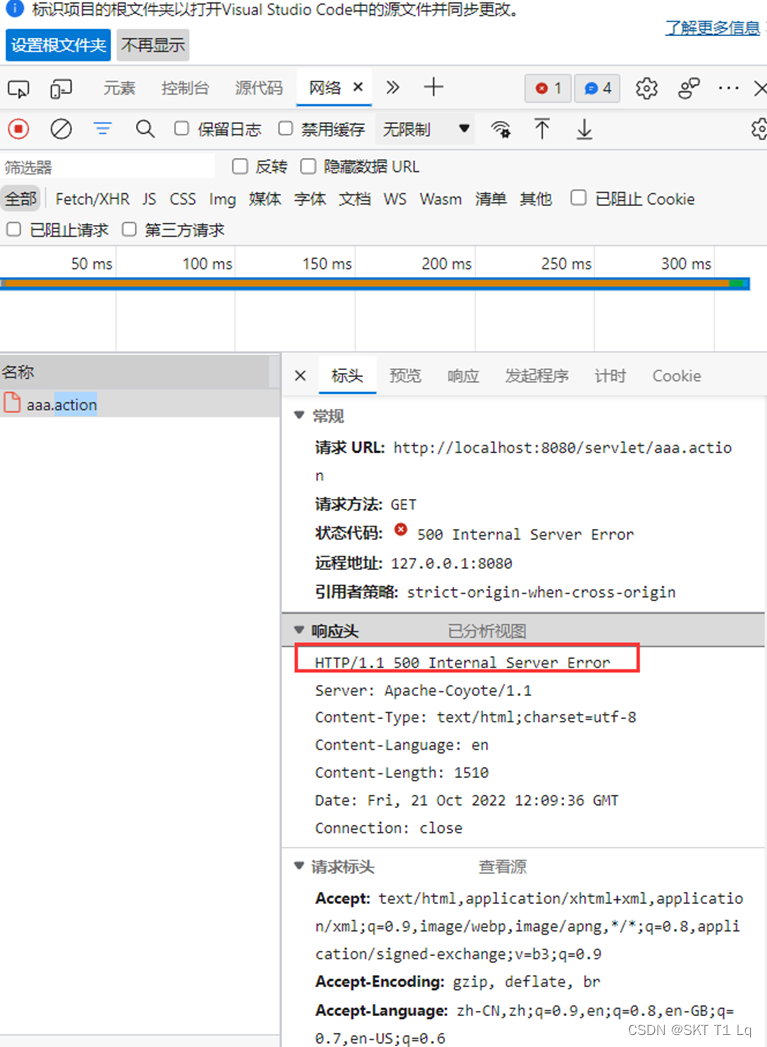 标识项目的根文件夹以打开Visual Studio Code中的源文件并同步更改。
了解更多信息
设置根文件夹 不再显示
元素 控制台 源代码 网络 1 4
保留日志 禁用缓存 无限制
筛选器 反转 隐藏数据 URL
全部 Fetch/XHR JS CSS Img 媒体 字体 文档 WS Wasm 清单 其他 已阻止 Cookie
已阻止请求 第三方请求
50 ms 100 ms 150 ms 200 ms 250 ms 300 ms
名称
aaa.action
标头 预览 响应 发起程序 计时 Cookie
常规
请求 URL: http://localhost:8080/servlet/aaa.actio
n
请求方法: GET
状态代码: 500 Internal Server Error
远程地址: 127.0.0.1:8080
引用者策略: strict-origin-when-cross-origin
响应头 已分析视图
HTTP/1.1 500 Internal Server Error
Server: Apache-Coyote/1.1
Content-Type: text/html;charset=utf-8
Content-Language: en
Content-Length: 1510
Date: Fri, 21 Oct 2022 12:09:36 GMT
Connection: close
请求标头 查看源
Accept: text/html,application/xhtml+xml,applicatio
n/xml;q=0.9,image/webp,image/apng,*/*;q=0.8,appli
cation/signed-exchange;v=b3;q=0.9
Accept-Encoding: gzip, deflate, br
Accept-Language: zh-CN,zh;q=0.9,en;q=0.8,en-GB;q=
0.7,en-US;q=0.6
CSDN @SKT T1 Lq